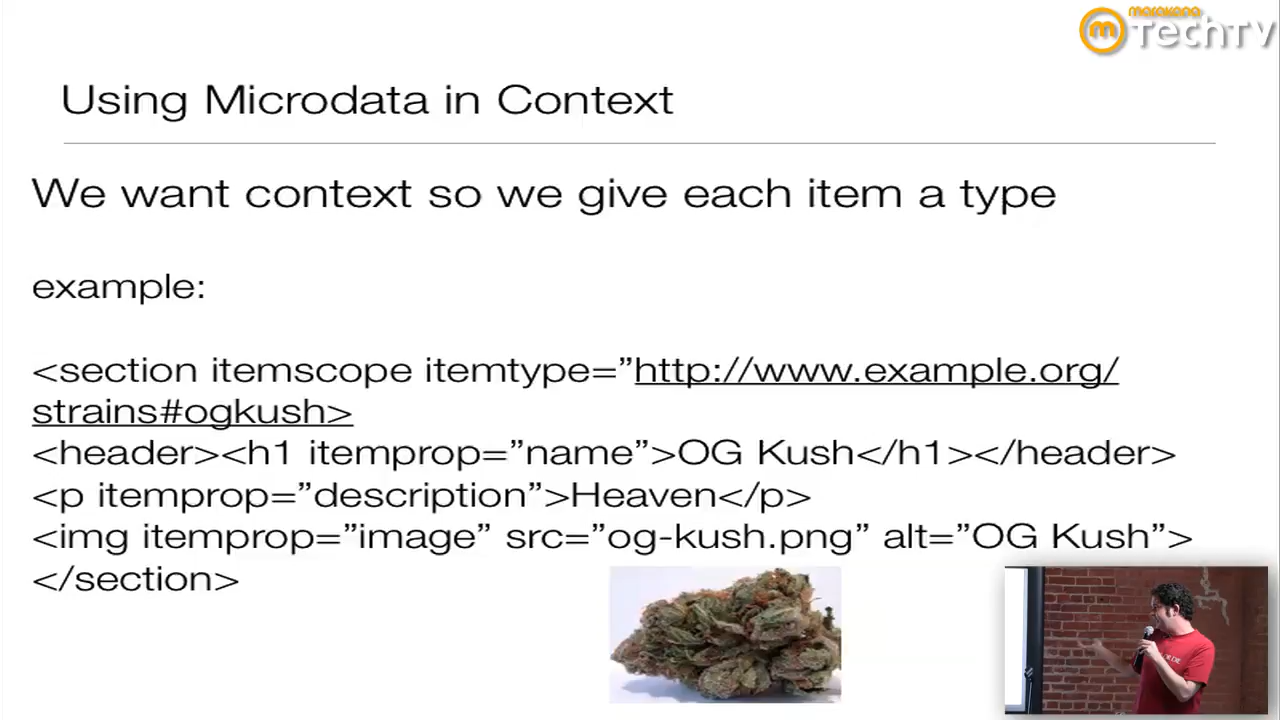 marakana
m TechTV
Using Microdata in Context
We want context so we give each item a type
example:
<section itemscope itemtype=”http://www.example.org/
strains#ogkush>
<header><h1 itemprop=”name”>OG Kush</h1></header>
<p itemprop=”description”>Heaven</p>
<img itemprop=”image” src=”og-kush.png” alt=”OG Kush”>
</section>